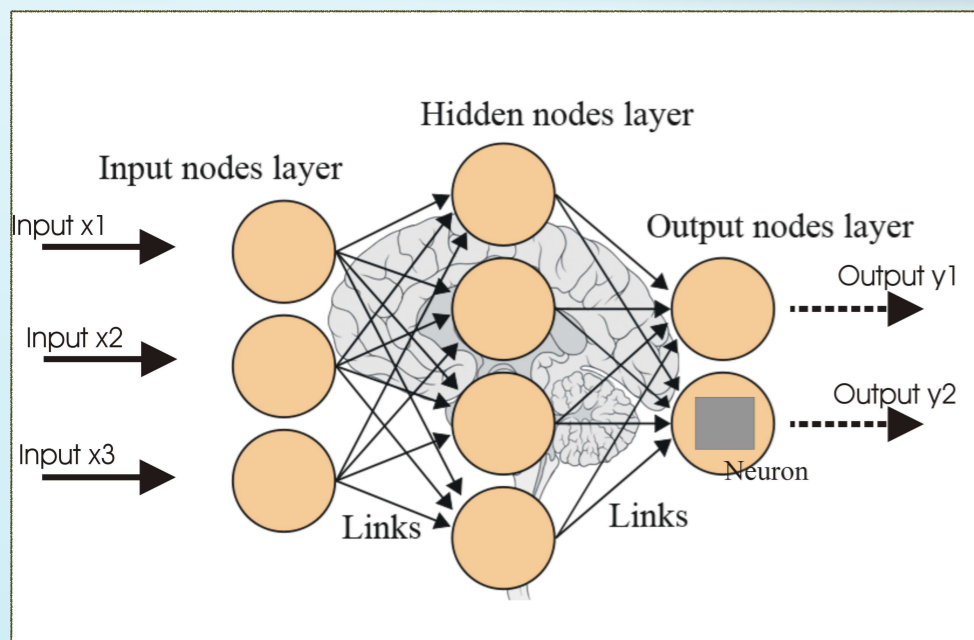 Hidden nodes layer
Input nodes layer
Input x1
Output nodes layer
Output y1
Input x2
Output y2
Input x3
Neuron
Links
Links